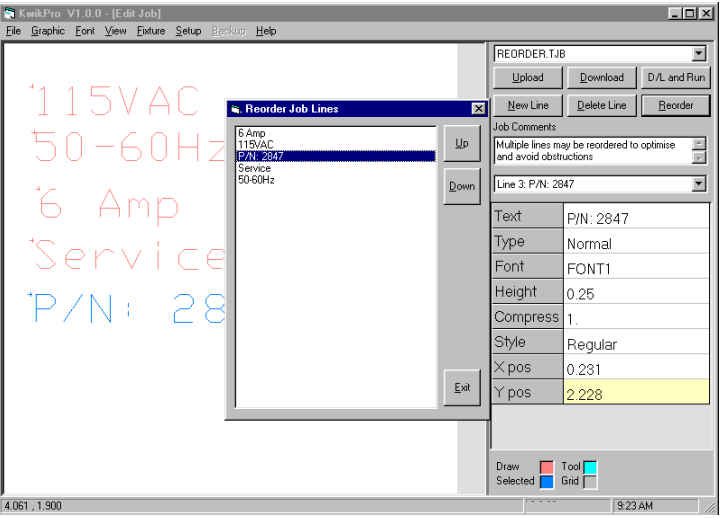 KwikPro V1.0.0 - [Edit Job]
File Graphic Font View Fixture Setup Backup Help
115VAC
50-60Hz
6 Amp
Service
P/N: 28
Reorder Job Lines
6 Amp
115VAC
P/N: 2847
Service
50-60Hz
Up
Down
Exit
REORDER.TJB
Upload Download D/L and Run
New Line Delete Line Reorder
Job Comments
Multiple lines may be reordered to optimise
and avoid obstructions
Line 3: P/N: 2847
Text P/N: 2847
Type Normal
Font FONT1
Height 0.25
Compress 1.
Style Regular
X pos 0.231
Y pos 2.228
Draw Tool
Selected Grid
4.061 , 1.900
9:23 AM